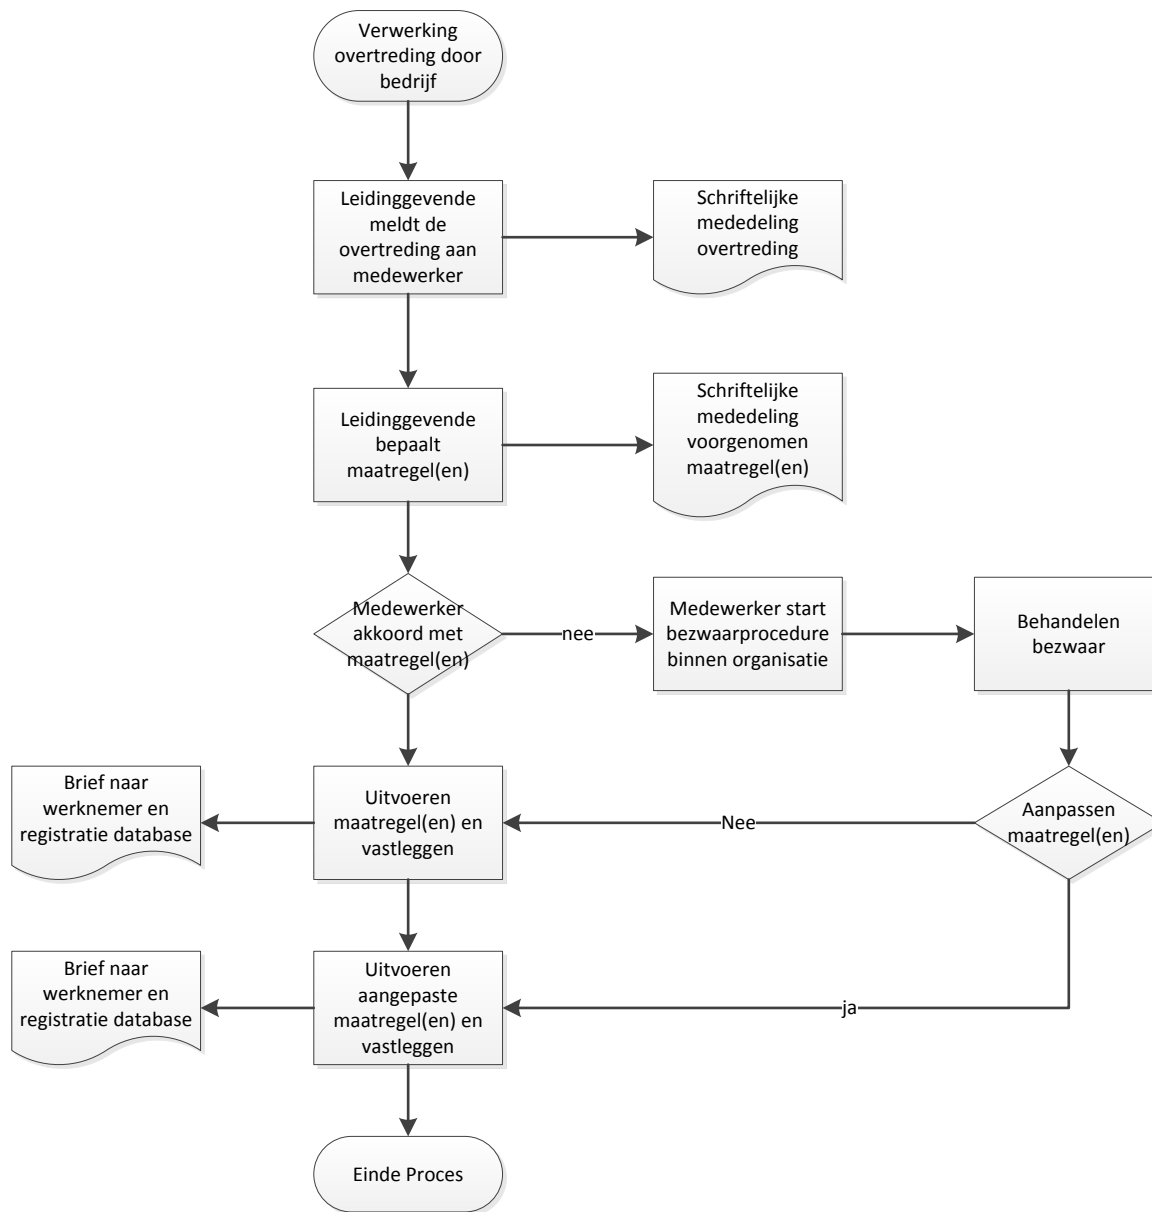 Verwerking
overtreding door
bedrijf
Leidinggevende
meldt de
overtreding aan
medewerker
Schriftelijke
mededeling
overtreding
Leidinggevende
bepaalt
maatregel(en)
Schriftelijke
mededeling
voorgenomen
maatregel(en)
Medewerker
akkoord met
maatregel(en)
nee
Medewerker start
bezwaarprocedure
binnen organisatie
Behandelen
bezwaar
Brief naar
werknemer en
registratie database
Uitvoeren
maatregel(en) en
vastleggen
Nee
Aanpassen
maatregel(en)
Brief naar
werknemer en
registratie database
Uitvoeren
aangepaste
maatregel(en) en
vastleggen
ja
Einde Proces